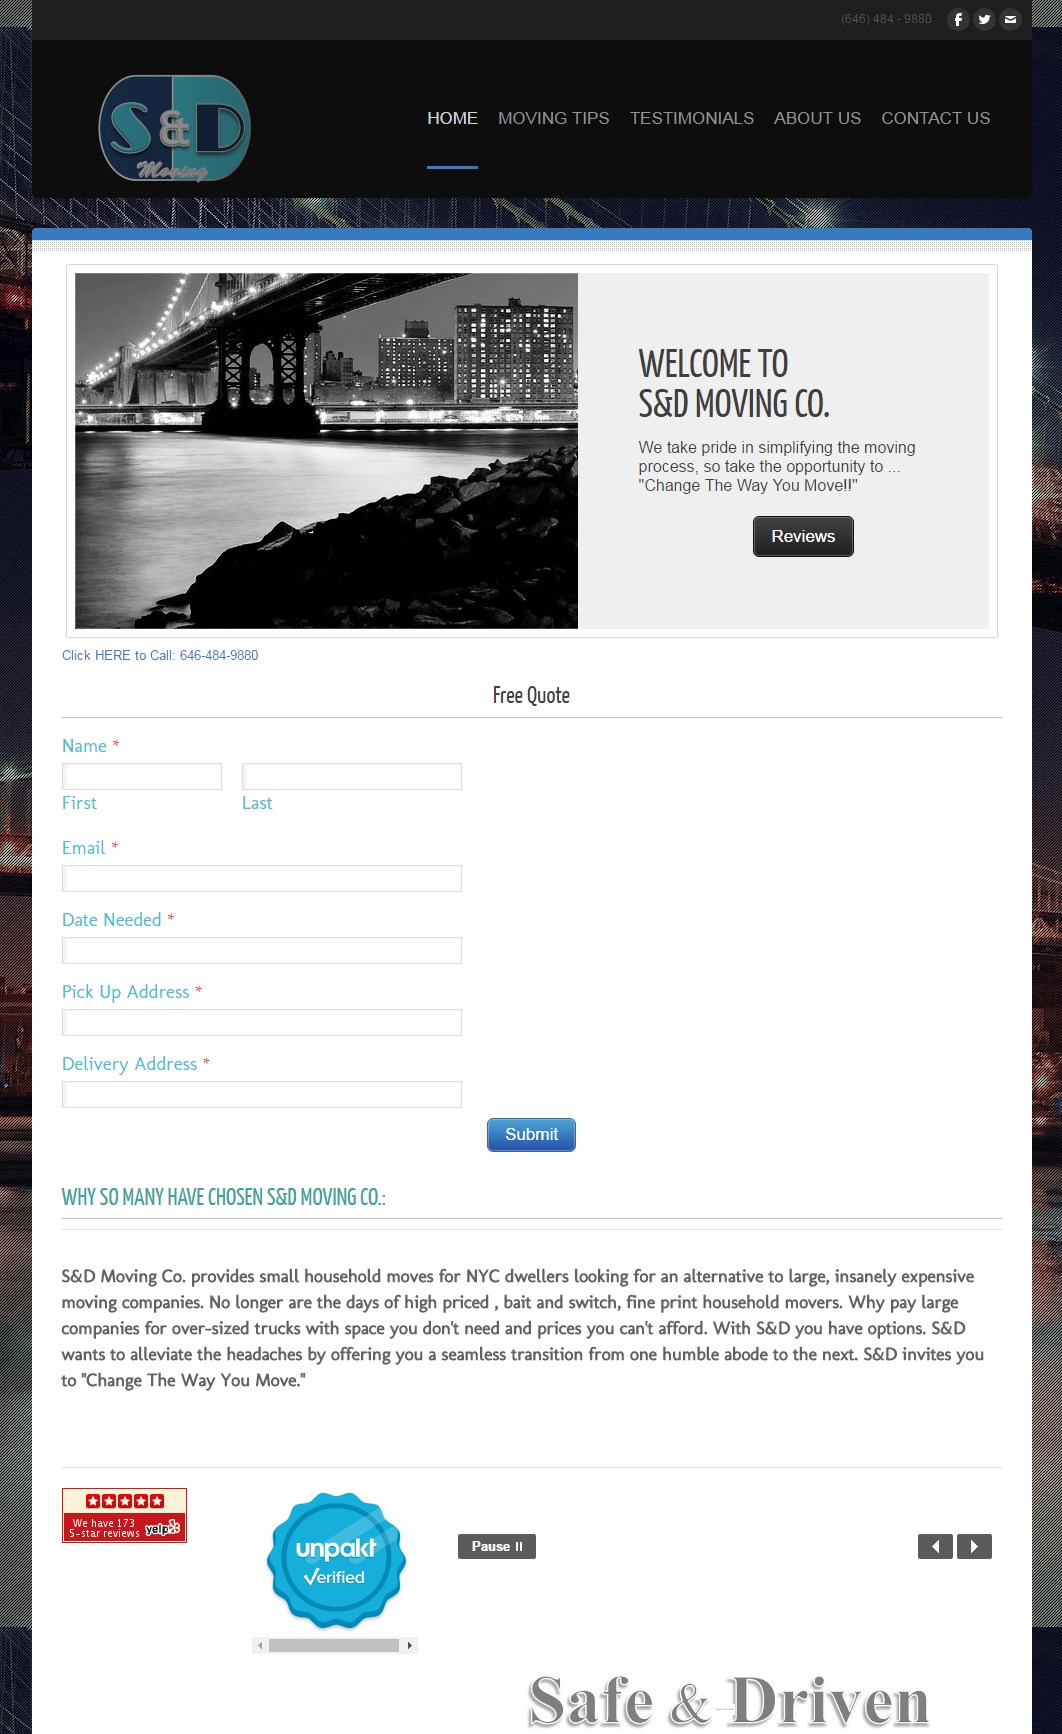 (646) 484 - 9880
S&D
Moving
HOME MOVING TIPS TESTIMONIALS ABOUT US CONTACT US
WELCOME TO
S&D MOVING CO.
We take pride in simplifying the moving
process, so take the opportunity to ...
"Change The Way You Move!!"
Reviews
Click HERE to Call: 646-484-9880
Free Quote
Name *
First Last
Email *
Date Needed *
Pick Up Address *
Delivery Address *
Submit
WHY SO MANY HAVE CHOSEN S&D MOVING CO.:
S&D Moving Co. provides small household moves for NYC dwellers looking for an alternative to large, insanely expensive
moving companies. No longer are the days of high priced , bait and switch, fine print household movers. Why pay large
companies for over-sized trucks with space you don't need and prices you can't afford. With S&D you have options. S&D
wants to alleviate the headaches by offering you a seamless transition from one humble abode to the next. S&D invites you
to "Change The Way You Move."
We have 173
5-star reviews yelp
unpakt
Verified
Pause
Safe & Driven